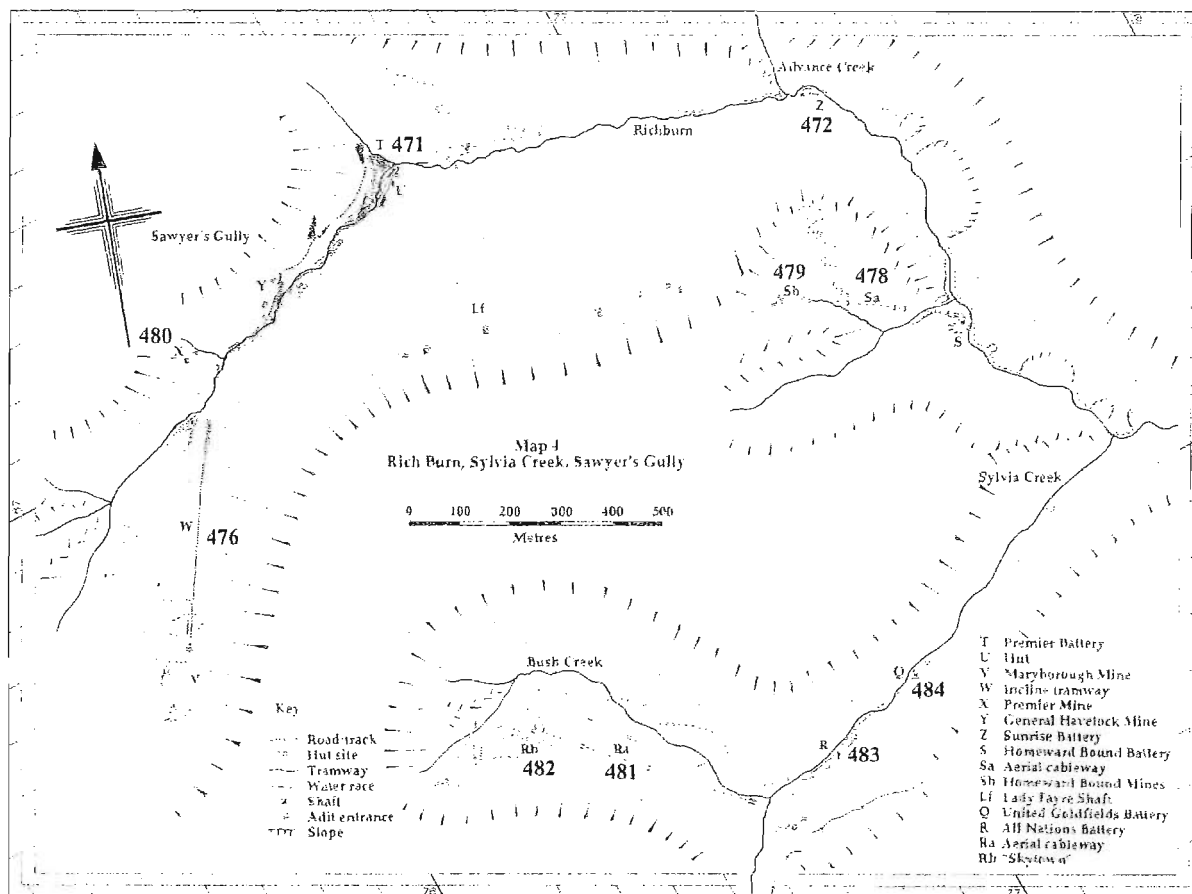 Advance Creek
Z
472
Richburn
T 471
U
Sawyer's Gully
Y
479
Sb
478
Sa
Lf
480
X
S
Map 4
Rich Burn, Sylvia Creek, Sawyer's Gully
0 100 200 300 400 500
Metres
Sylvia Creek
W
476
V
Bush Creek
Rb
482
Ra
481
Q
484
R
483
Key
Road/track
Hut site
Tramway
Water race
Shaft
Adit entrance
Slope
T Premier Battery
U Hut
V Maryborough Mine
W Incline tramway
X Premier Mine
Y General Havelock Mine
Z Sunrise Battery
S Homeward Bound Battery
Sa Aerial cableway
Sb Homeward Bound Mines
Lf Lady Fayre Shaft
Q United Goldfields Battery
R All Nations Battery
Ra Aerial cableway
Rb "Skytown"